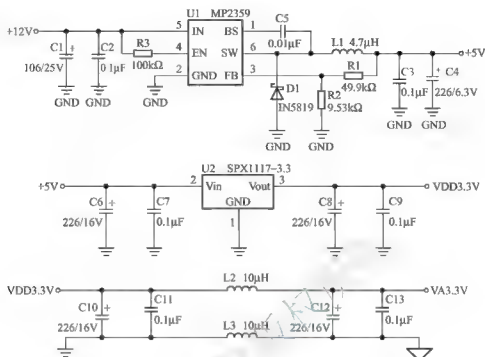 U1 MP2359
+12V
5 IN BS 1
C5
0.01μF
4 EN SW 6
2 GND FB 3
C1
106/25V
C2
0.1μF
R3
100kΩ
L1 4.7μH
+5V
R1
49.9kΩ
D1
IN5819
R2
9.53kΩ
C3
0.1μF
C4
226/6.3V
GND GND GND GND GND GND GND
U2 SPX1117-3.3
+5V
2 Vin Vout 3
GND
1
VDD3.3V
C6
226/16V
C7
0.1μF
C8
226/16V
C9
0.1μF
VDD3.3V
L2 10μH
VA3.3V
C10
226/16V
C11
0.1μF
L3 10μH
C12
226/16V
C13
0.1μF